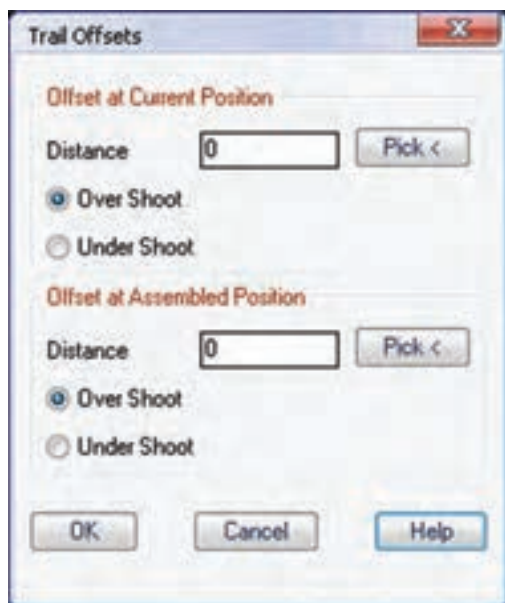 Trail Offsets
Offset at Current Position
Distance 0 Pick <
Over Shoot
Under Shoot
Offset at Assembled Position
Distance 0 Pick <
Over Shoot
Under Shoot
OK Cancel Help